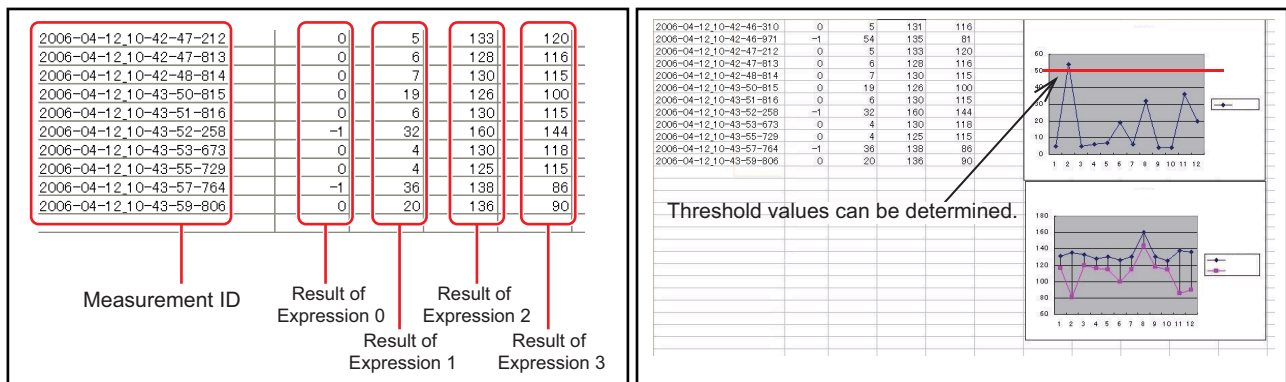 2006-04-12_10-42-47-212 0 5 133 120
2006-04-12_10-42-47-813 0 6 128 116
2006-04-12_10-42-48-814 0 7 130 115
2006-04-12_10-43-50-815 0 19 126 100
2006-04-12_10-43-51-816 0 6 130 115
2006-04-12_10-43-52-258 -1 32 160 144
2006-04-12_10-43-53-673 0 4 130 118
2006-04-12_10-43-55-729 0 4 125 115
2006-04-12_10-43-57-764 -1 36 138 86
2006-04-12_10-43-59-806 0 20 136 90
Measurement ID
Result of
Expression 0
Result of
Expression 1
Result of
Expression 2
Result of
Expression 3
2006-04-12_10-42-46-310 0 5 131 116
2006-04-12_10-42-46-971 -1 54 135 81
2006-04-12_10-42-47-212 0 5 133 120
2006-04-12_10-42-47-813 0 6 128 116
2006-04-12_10-42-48-814 0 7 130 115
2006-04-12_10-43-50-815 0 19 126 100
2006-04-12_10-43-51-816 0 6 130 115
2006-04-12_10-43-52-258 -1 32 160 144
2006-04-12_10-43-53-673 0 4 130 118
2006-04-12_10-43-55-729 0 4 125 115
2006-04-12_10-43-57-764 -1 36 138 86
2006-04-12_10-43-59-806 0 20 136 90
60
50
40
30
20
10
0
1 2 3 4 5 6 7 8 9 10 11 12
Threshold values can be determined.
180
160
140
120
100
80
60
1 2 3 4 5 6 7 8 9 10 11 12